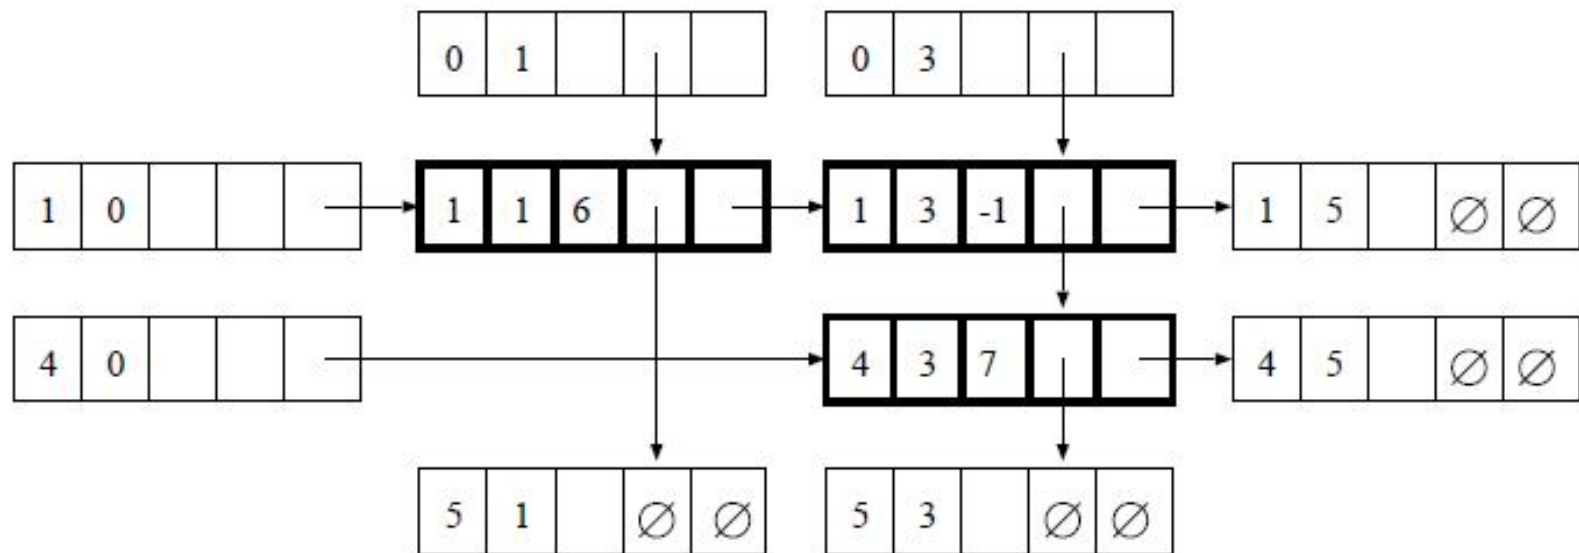 0 1 0 3
1 0 1 1 6 1 3 -1 1 5 ∅ ∅
4 0 4 3 7 4 5 ∅ ∅
5 1 ∅ ∅ 5 3 ∅ ∅